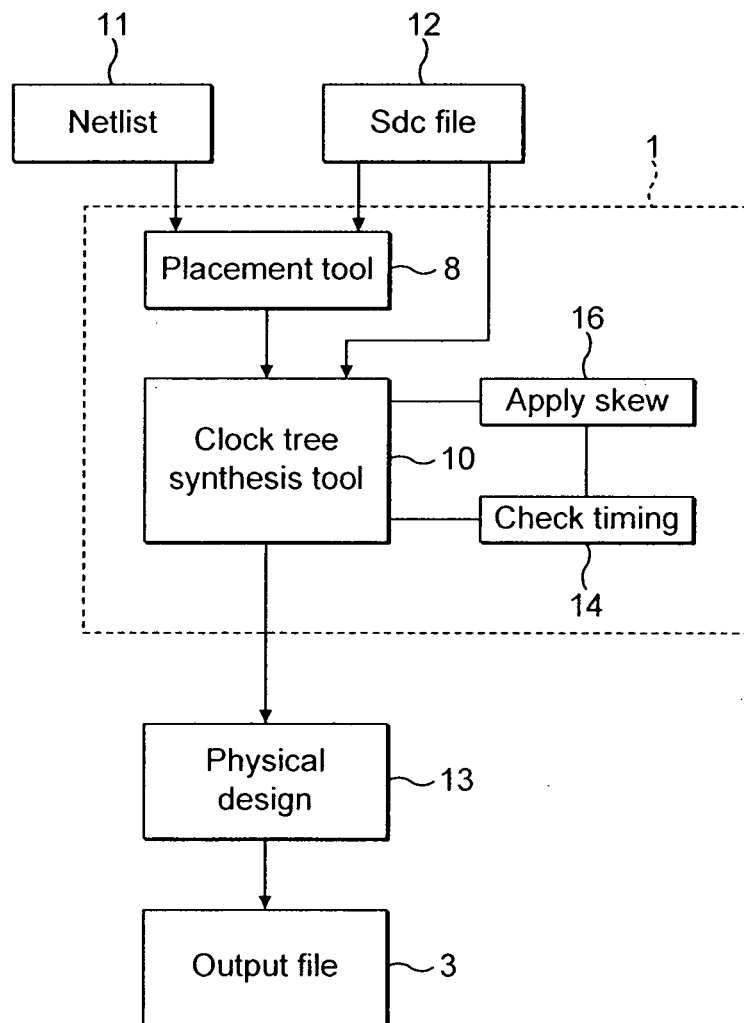 11
12
Netlist
Sdc file
1
Placement tool
8
16
Apply skew
Clock tree
synthesis tool
10
Check timing
14
Physical
design
13
Output file
3